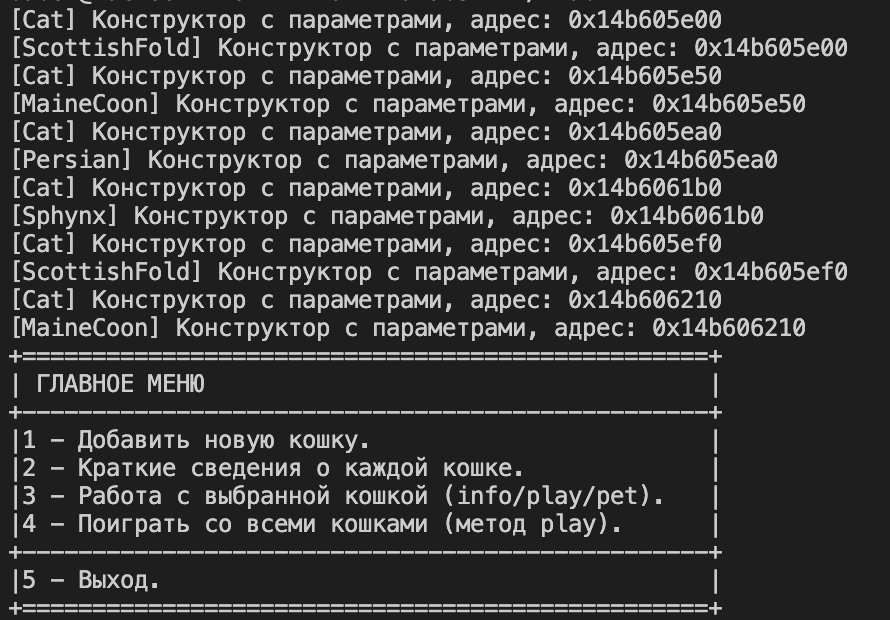 [Cat] Конструктор с параметрами, адрес: 0x14b605e00
[ScottishFold] Конструктор с параметрами, адрес: 0x14b605e00
[Cat] Конструктор с параметрами, адрес: 0x14b605e50
[MaineCoon] Конструктор с параметрами, адрес: 0x14b605e50
[Cat] Конструктор с параметрами, адрес: 0x14b605ea0
[Persian] Конструктор с параметрами, адрес: 0x14b605ea0
[Cat] Конструктор с параметрами, адрес: 0x14b6061b0
[Sphynx] Конструктор с параметрами, адрес: 0x14b6061b0
[Cat] Конструктор с параметрами, адрес: 0x14b605ef0
[ScottishFold] Конструктор с параметрами, адрес: 0x14b605ef0
[Cat] Конструктор с параметрами, адрес: 0x14b606210
[MaineCoon] Конструктор с параметрами, адрес: 0x14b606210
+=================================================+
| ГЛАВНОЕ МЕНЮ                                    |
+-------------------------------------------------+
|1 - Добавить новую кошку.                        |
|2 - Краткие сведения о каждой кошке.             |
|3 - Работа с выбранной кошкой (info/play/pet).   |
|4 - Поиграть со всеми кошками (метод play).      |
+-------------------------------------------------+
|5 - Выход.                                       |
+=================================================+